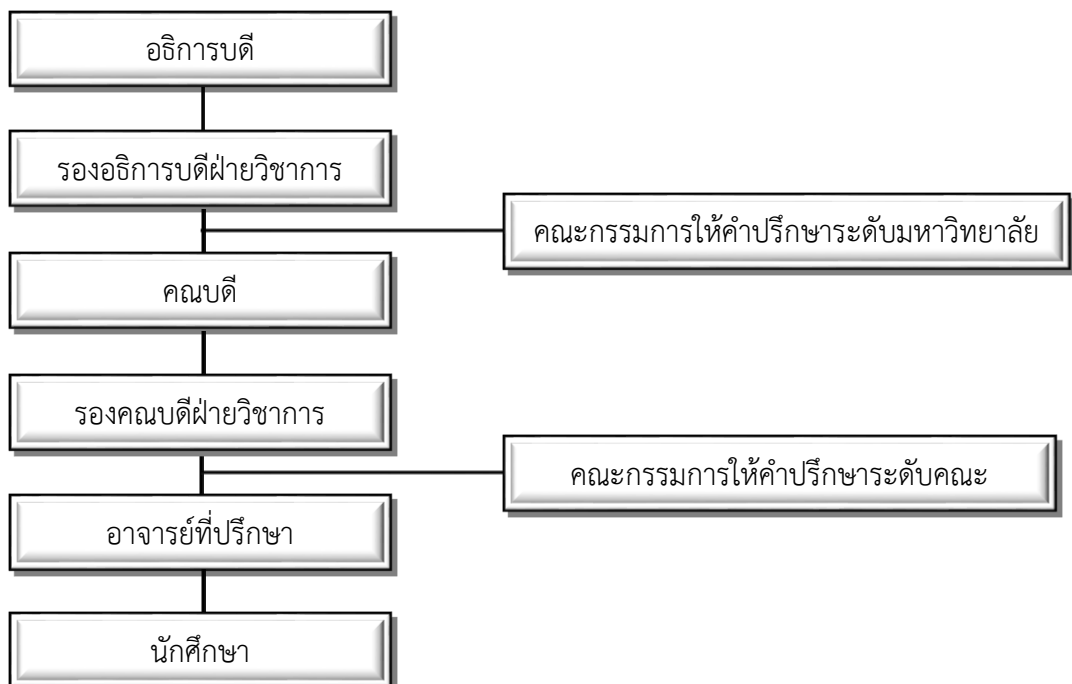 อธิการบดี
รองอธิการบดีฝ่ายวิชาการ
คณะกรรมการให้คำปรึกษาระดับมหาวิทยาลัย
คณบดี
รองคณบดีฝ่ายวิชาการ
คณะกรรมการให้คำปรึกษาระดับคณะ
อาจารย์ที่ปรึกษา
นักศึกษา